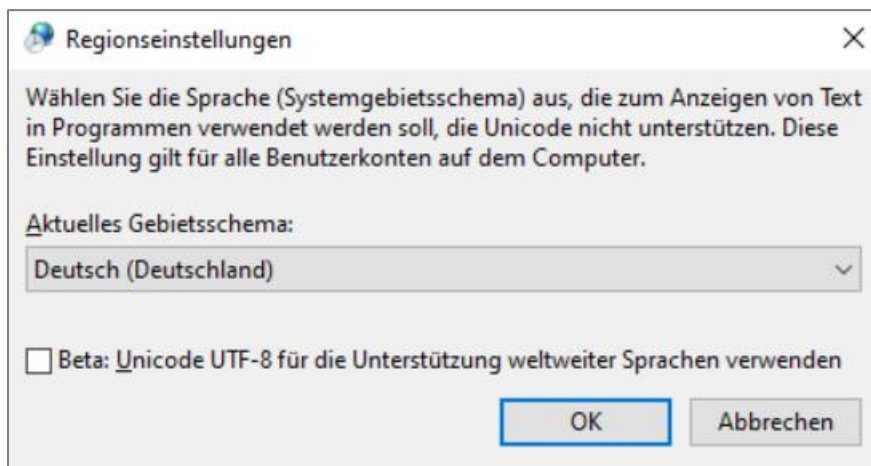 Regionseinstellungen
Wählen Sie die Sprache (Systemgebietsschema) aus, die zum Anzeigen von Text
in Programmen verwendet werden soll, die Unicode nicht unterstützen. Diese
Einstellung gilt für alle Benutzerkonten auf dem Computer.
Aktuelles Gebietsschema:
Deutsch (Deutschland)
Beta: Unicode UTF-8 für die Unterstützung weltweiter Sprachen verwenden
OK Abbrechen